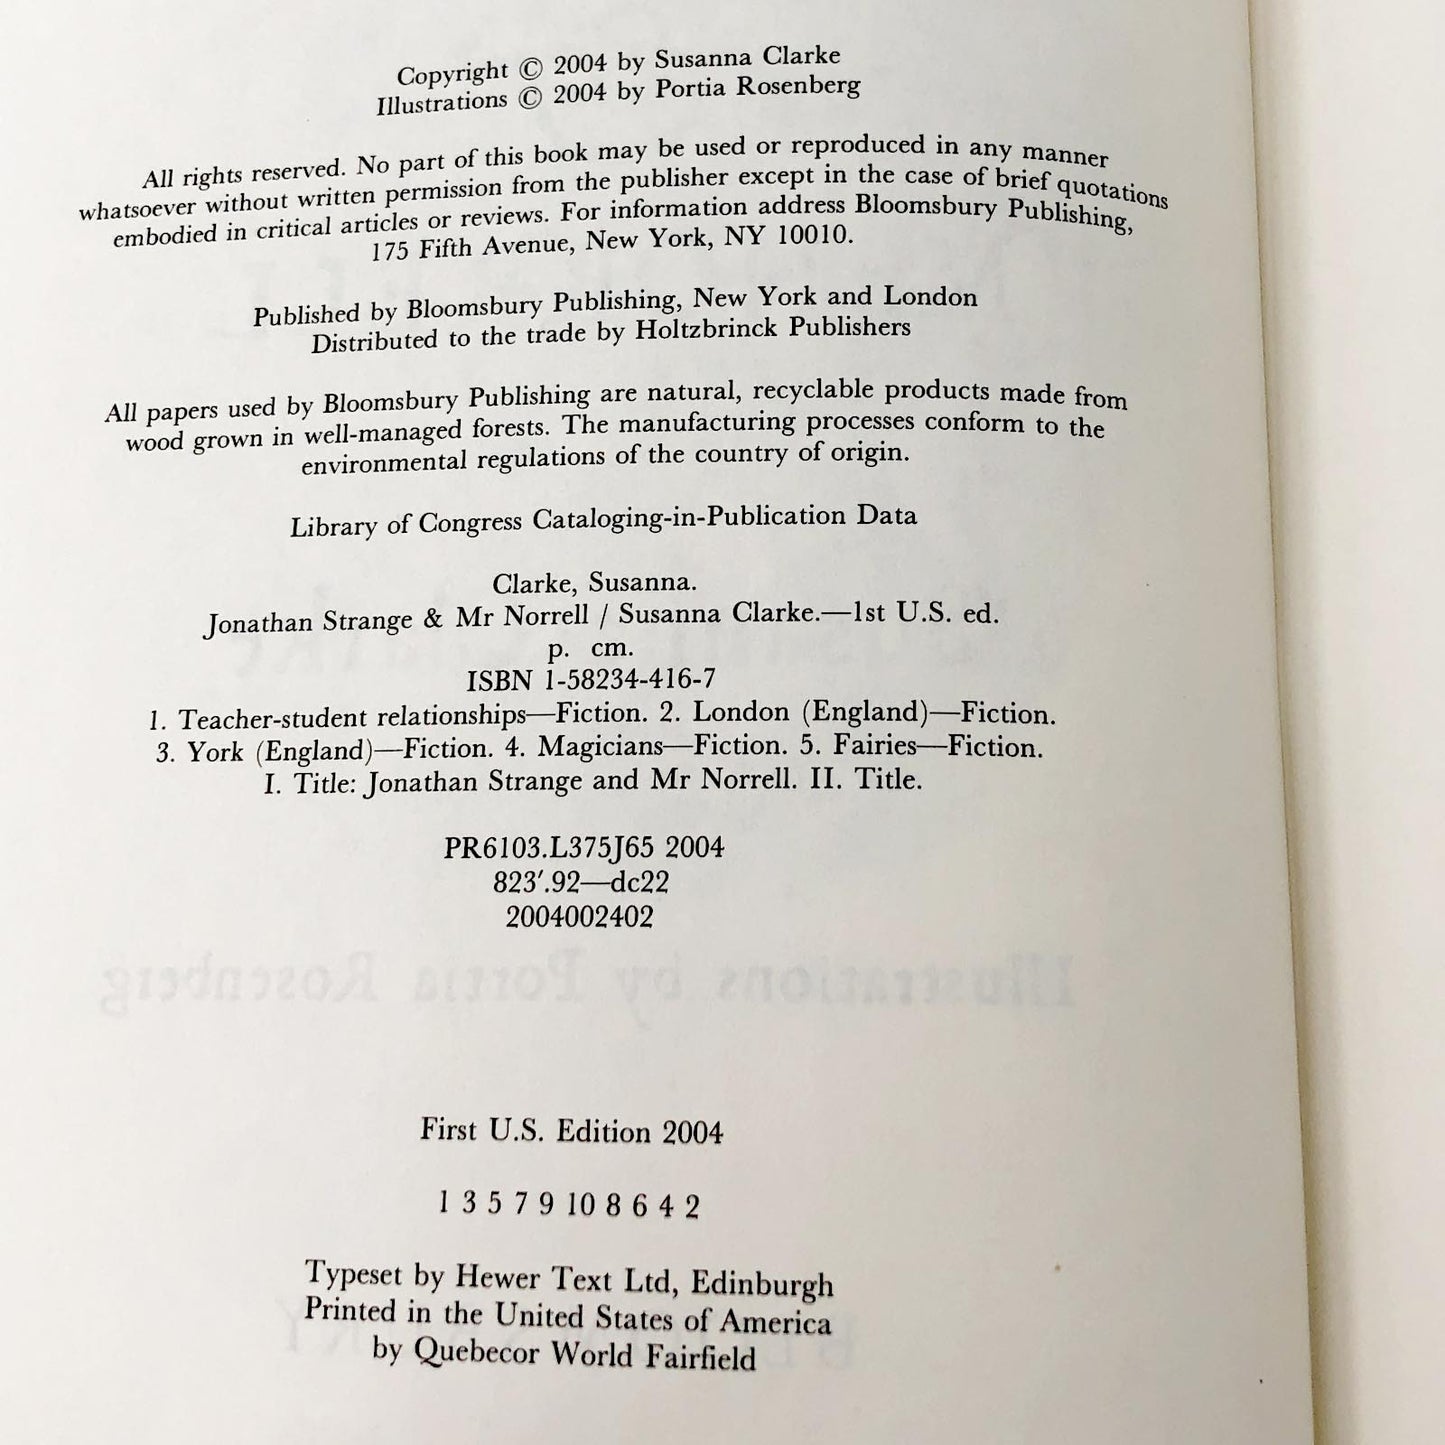 Copyright © 2004 by Susanna Clarke
Illustrations © 2004 by Portia Rosenberg
All rights reserved. No part of this book may be used or reproduced in any manner
whatsoever without written permission from the publisher except in the case of brief quotations
embodied in critical articles or reviews. For information address Bloomsbury Publishing,
175 Fifth Avenue, New York, NY 10010.
Published by Bloomsbury Publishing, New York and London
Distributed to the trade by Holtzbrinck Publishers
All papers used by Bloomsbury Publishing are natural, recyclable products made from
wood grown in well-managed forests. The manufacturing processes conform to the
environmental regulations of the country of origin.
Library of Congress Cataloging-in-Publication Data
Clarke, Susanna.
Jonathan Strange & Mr Norrell / Susanna Clarke.—1st U.S. ed.
p. cm.
ISBN 1-58234-416-7
1. Teacher-student relationships—Fiction. 2. London (England)—Fiction.
3. York (England)—Fiction. 4. Magicians—Fiction. 5. Fairies—Fiction.
I. Title: Jonathan Strange and Mr Norrell. II. Title.
PR6103.L375J65 2004
823′.92—dc22
2004002402
Illustrations by Portia Rosenberg
First U.S. Edition 2004
1 3 5 7 9 10 8 6 4 2
Typeset by Hewer Text Ltd, Edinburgh
Printed in the United States of America
by Quebecor World Fairfield